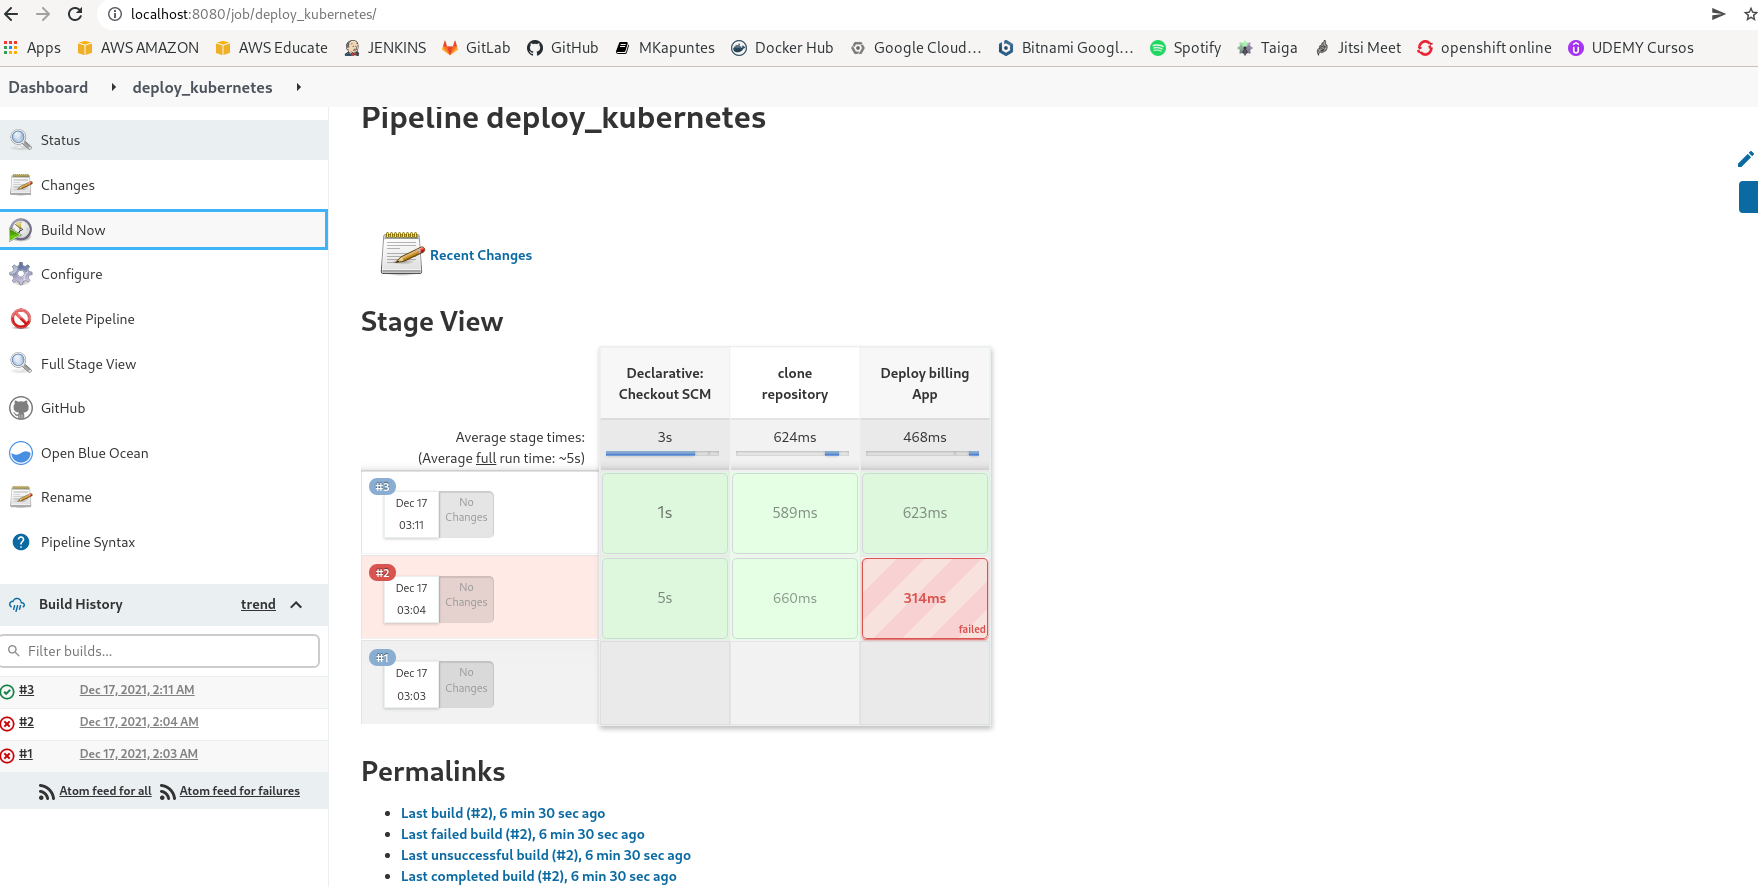 localhost:8080/job/deploy_kubernetes/
Apps AWS AMAZON AWS Educate JENKINS GitLab GitHub MKapuntes Docker Hub Google Cloud... Bitnami Googl... Spotify Taiga Jitsi Meet openshift online UDEMY Cursos
Dashboard deploy_kubernetes
Status
Changes
Build Now
Configure
Delete Pipeline
Full Stage View
GitHub
Open Blue Ocean
Rename
? Pipeline Syntax
Build History trend
Filter builds...
#3 Dec 17, 2021, 2:11 AM
#2 Dec 17, 2021, 2:04 AM
#1 Dec 17, 2021, 2:03 AM
Atom feed for all Atom feed for failures
Pipeline deploy_kubernetes
Recent Changes
Stage View
Declarative:
Checkout SCM
clone
repository
Deploy billing
App
Average stage times:
(Average full run time: ~5s)
3s 624ms 468ms
#3
Dec 17
03:11
No
Changes
1s 589ms 623ms
#2
Dec 17
03:04
No
Changes
5s 660ms 314ms
failed
#1
Dec 17
03:03
No
Changes
Permalinks
Last build (#2), 6 min 30 sec ago
Last failed build (#2), 6 min 30 sec ago
Last unsuccessful build (#2), 6 min 30 sec ago
Last completed build (#2), 6 min 30 sec ago